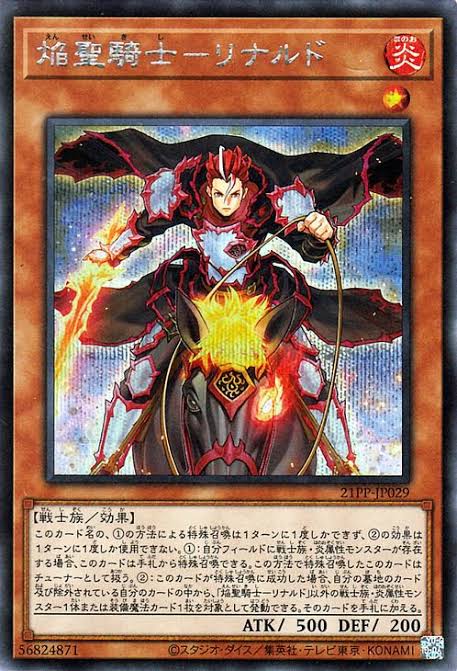 焔聖騎士-リナルド
炎
21PP-JP029
【戦士族/効果】
このカード名の、①の方法による特殊召喚は1ターンに1度しかできず、②の効果は
1ターンに1度しか使用できない。①:自分フィールドに戦士族・炎属性モンスターが存在
する場合、このカードは手札から特殊召喚できる。この方法で特殊召喚したこのカードは
チューナーとして扱う。②:このカードが特殊召喚に成功した場合、自分の墓地のカード
及び除外されている自分のカードの中から、「焔聖騎士-リナルド」以外の戦士族・炎属性モン
スター1体または装備魔法カード1枚を対象として発動できる。そのカードを手札に加える。
ATK/ 500 DEF/ 200
56824871 ©スタジオ・ダイス/集英社・テレビ東京・KONAMI